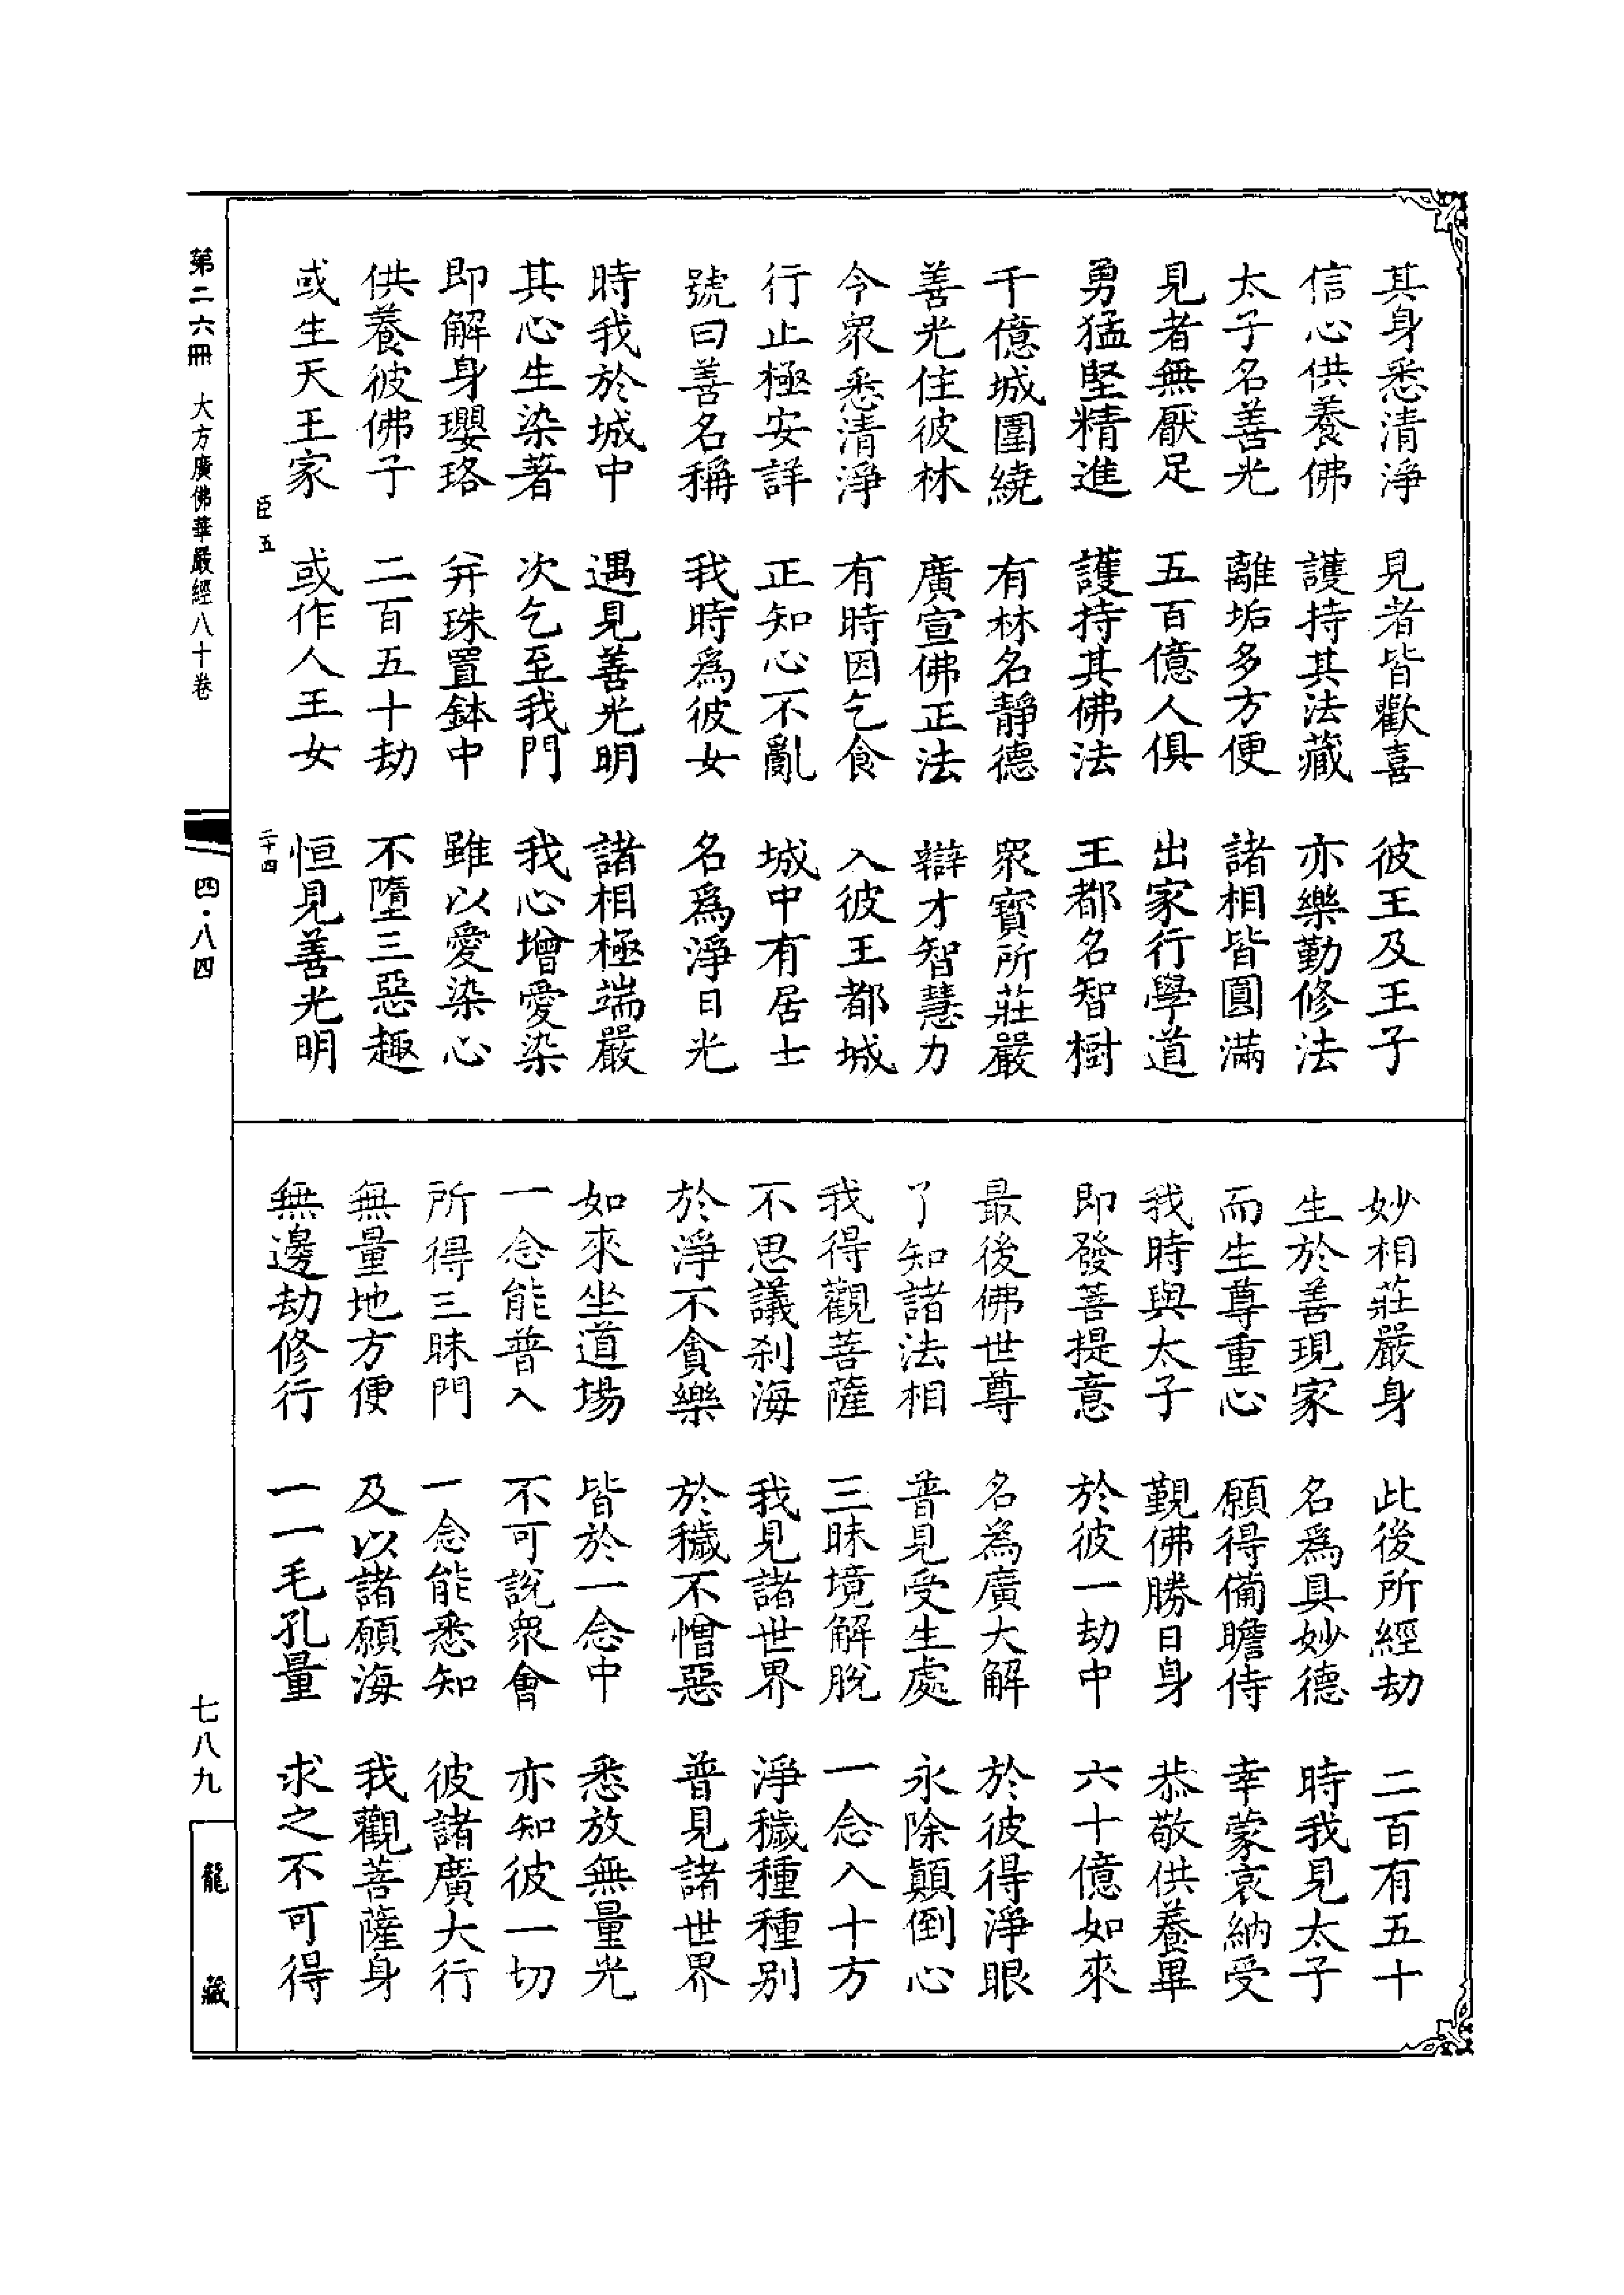 其身悉清淨　見者皆歡喜　彼王及王子
信心供養佛　護持其法藏　亦樂勤修法
太子名善光　離垢多方便　諸相皆圓滿
見者無厭足　五百億人俱　出家行學道
勇猛堅精進　護持其佛法　王都名智樹
千億城圍繞　有林名靜德　眾寶所莊嚴
善光住彼林　廣宣佛正法　辯才智慧力
令眾悉清淨　有時因乞食　入彼王都城
行止極安詳　正知心不亂　城中有居士
號曰善名稱　我時為彼女　名為淨日光
時我於城中　遇見善光明　諸相極端嚴
其心生染著　次乞至我門　我心增愛染
即解身瓔珞　并珠置鉢中　雖以愛染心
供養彼佛子　二百五十劫　不墮三惡趣
或生天王家　或作人王女　恒見善光明
臣五　二十四
妙相莊嚴身　此後所經劫　二百有五十
生於善現家　名為具妙德　時我見太子
而生尊重心　願得備瞻侍　幸蒙哀納受
我時與太子　覲佛勝日身　恭敬供養畢
即發菩提意　於彼一劫中　六十億如來
最後佛世尊　名為廣大解　於彼得淨眼
了知諸法相　普見受生處　永除顛倒心
我得觀菩薩　三昧境解脫　一念入十方
不思議剎海　我見諸世界　淨穢種種別
於淨不貪樂　於穢不憎惡　普見諸世界
如來坐道場　皆於一念中　悉放無量光
一念能普入　不可說眾會　亦知彼一切
所得三昧門　一念能悉知　彼諸廣大行
無量地方便　及以諸願海　我觀菩薩身
無邊劫修行　一一毛孔量　求之不可得
第二六冊　大方廣佛華嚴經八十卷　四·八四　七八九　龍藏